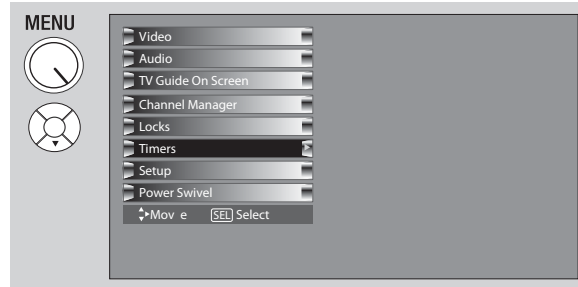 MENU
Video
Audio
TV Guide On Screen
Channel Manager
Locks
Timers
Setup
Power Swivel
Mov e SEL Select